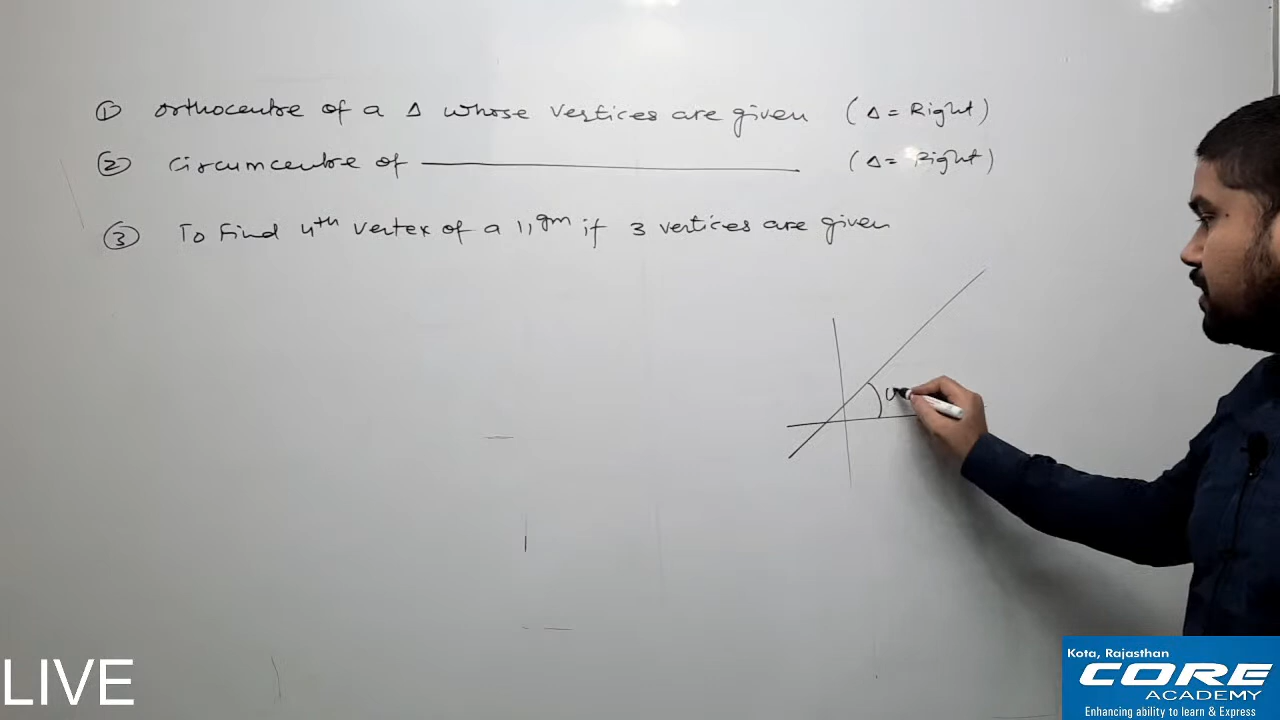 ① Orthocentre of a Δ whose vertices are given (Δ = Right)
② Circumcentre of ———— (Δ = Right)
③ To Find 4th vertex of a ||gm if 3 vertices are given
LIVE
Kota, Rajasthan
CORE
ACADEMY
Enhancing ability to learn & Express